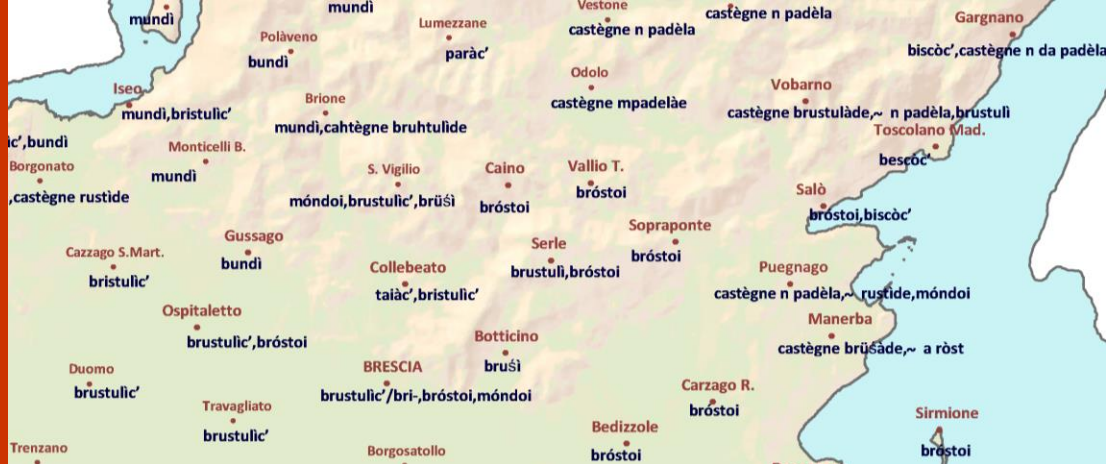 mundì
mundì
Lumezzane
paràc'
Vestone
castègne n padèla
castègne n padèla
Gargnano
biscòc',castègne n da padèla
Polàveno
bundì
Odolo
castègne mpadelàe
Vobarno
castègne brustulàde,~ n padèla,brustulì
Iseo
mundì,bristulìc'
Brione
mundì,cahtègne bruhtulìde
Toscolano Mad.
bescòc'
ìc',bundì
Borgonato
,castègne rustìde
Monticelli B.
mundì
S. Vigilio
móndoi,brustulìc',brüśì
Caino
bróstoi
Vallio T.
bróstoi
Salò
bróstoi,biscòc'
Cazzago S.Mart.
bristulìc'
Gussago
bundì
Collebeato
taiàc',bristulìc'
Serle
brustulì,bróstoi
Sopraponte
bróstoi
Puegnago
castègne n padèla,~ rustìde,móndoi
Ospitaletto
brustulìc',bróstoi
Botticino
bruśì
Manerba
castègne brüśàde,~ a ròst
Duomo
brustulìc'
BRESCIA
brustulìc'/bri-,bróstoi,móndoi
Carzago R.
bróstoi
Travagliato
brustulìc'
Bedizzole
bróstoi
Sirmione
bróstoi
Trenzano
Borgosatollo